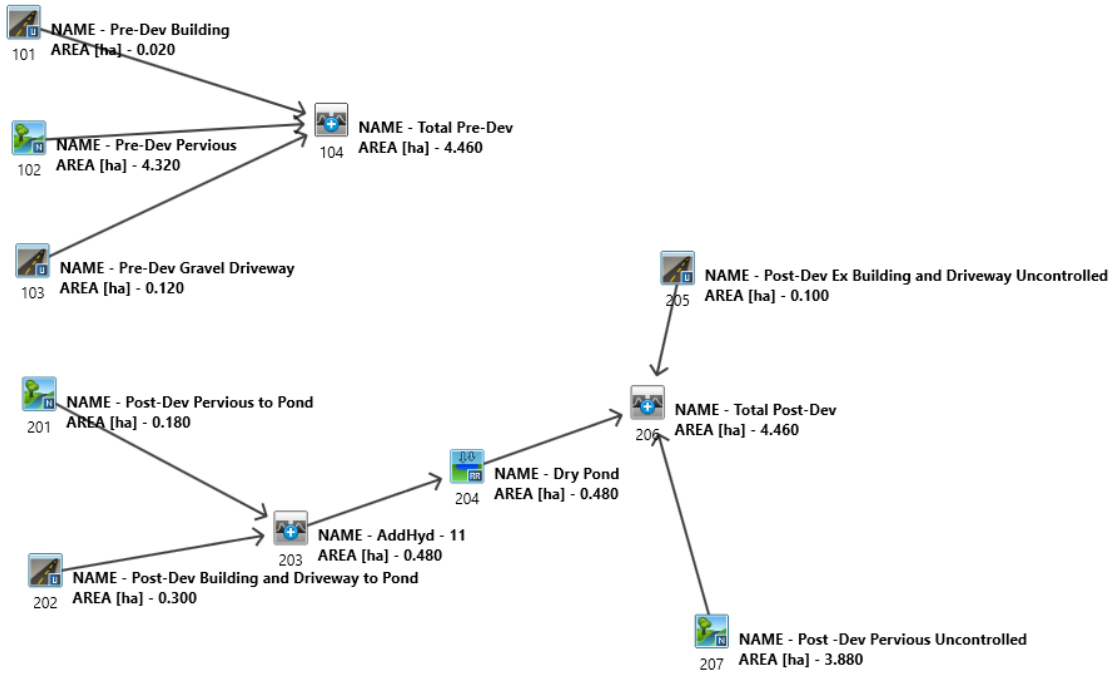 NAME - Pre-Dev Building
AREA [ha] - 0.020
U
101
NAME - Total Pre-Dev
AREA [ha] - 4.460
104
NAME - Pre-Dev Pervious
AREA [ha] - 4.320
N
102
NAME - Pre-Dev Gravel Driveway
AREA [ha] - 0.120
U
103
NAME - Post-Dev Ex Building and Driveway Uncontrolled
AREA [ha] - 0.100
U
205
NAME - Post-Dev Pervious to Pond
AREA [ha] - 0.180
N
201
NAME - Total Post-Dev
AREA [ha] - 4.460
206
NAME - Dry Pond
AREA [ha] - 0.480
RR
204
NAME - AddHyd - 11
AREA [ha] - 0.480
203
NAME - Post-Dev Building and Driveway to Pond
AREA [ha] - 0.300
U
202
NAME - Post -Dev Pervious Uncontrolled
AREA [ha] - 3.880
N
207